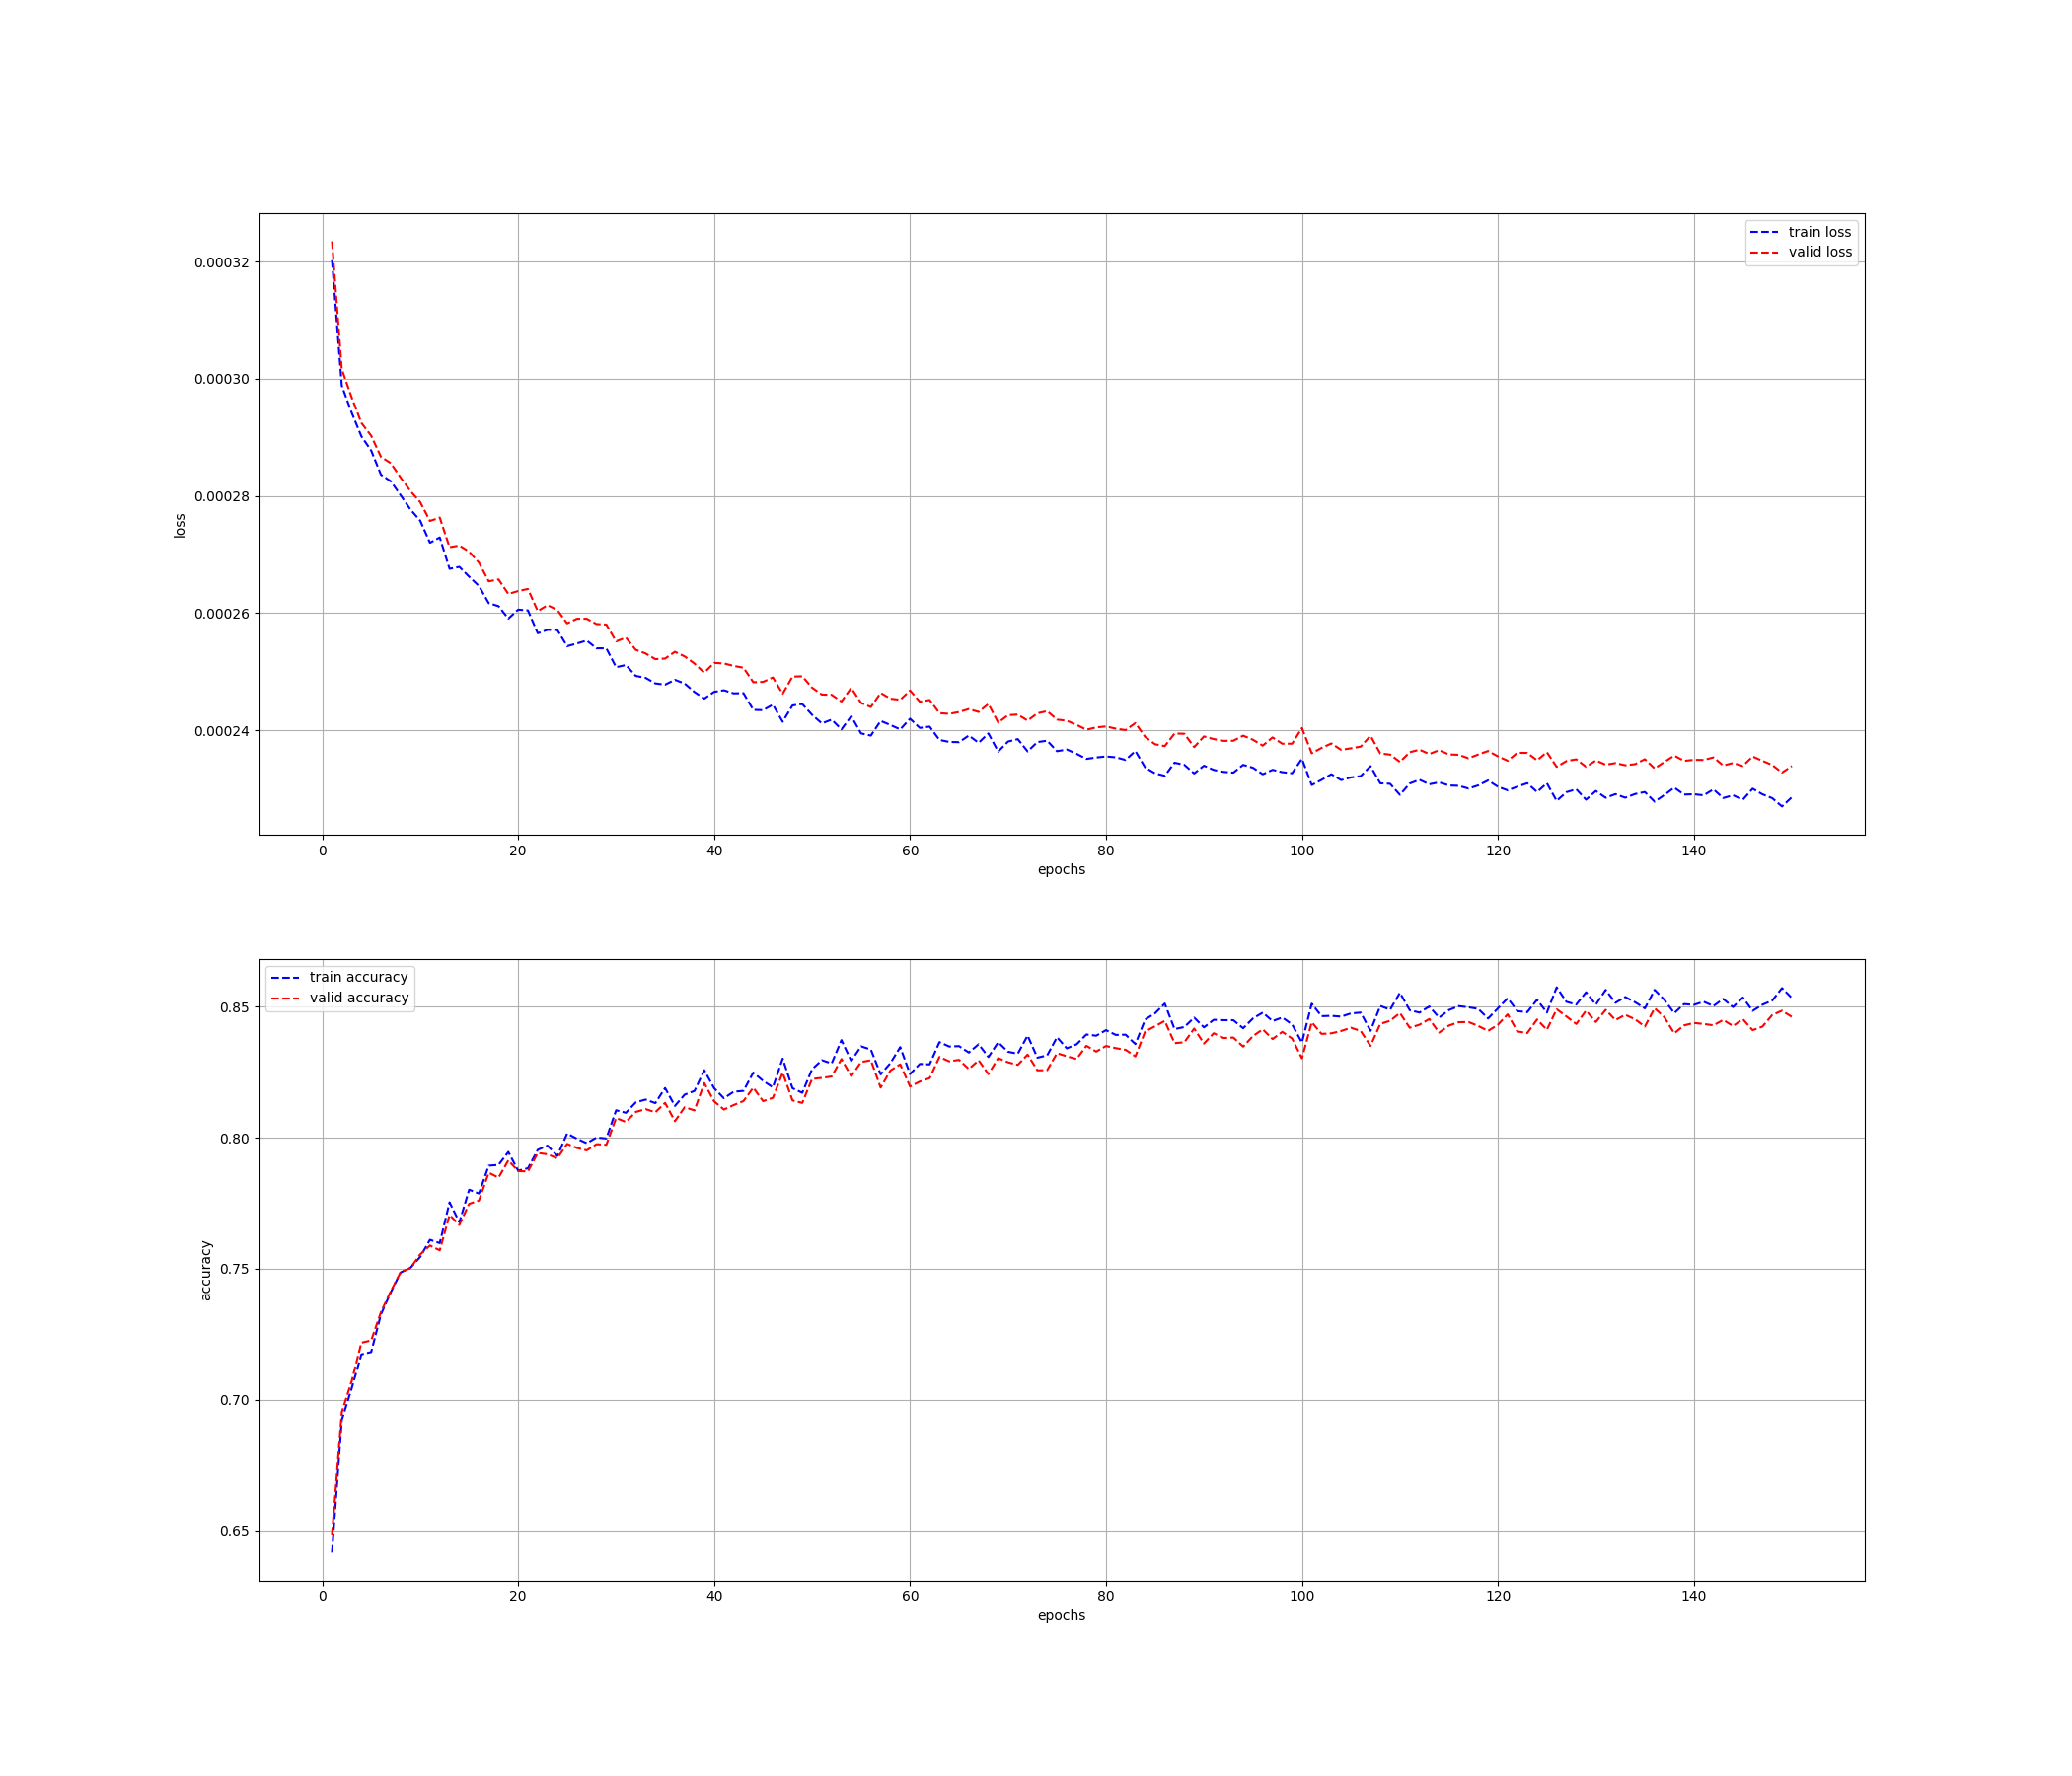 train loss
valid loss
0.00032
0.00030
0.00028
0.00026
0.00024
loss
0 20 40 60 80 100 120 140
epochs
train accuracy
valid accuracy
0.85
0.80
0.75
0.70
0.65
accuracy
0 20 40 60 80 100 120 140
epochs